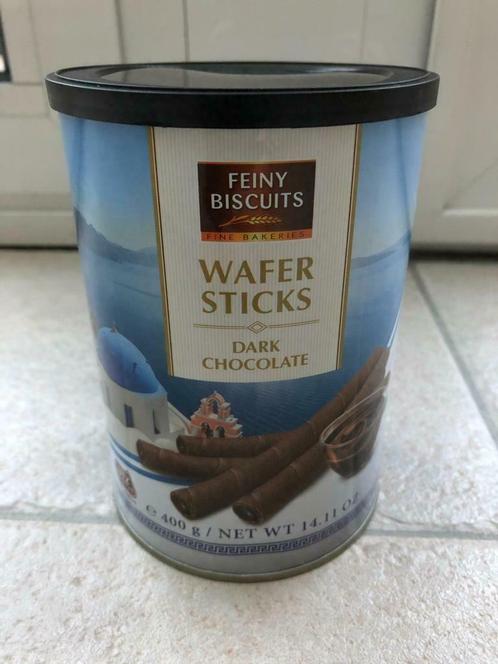 FEINY
BISCUITS
FINE BAKERIES
WAFER
STICKS
DARK
CHOCOLATE
℮ 400 g / NET WT 14.11 OZ